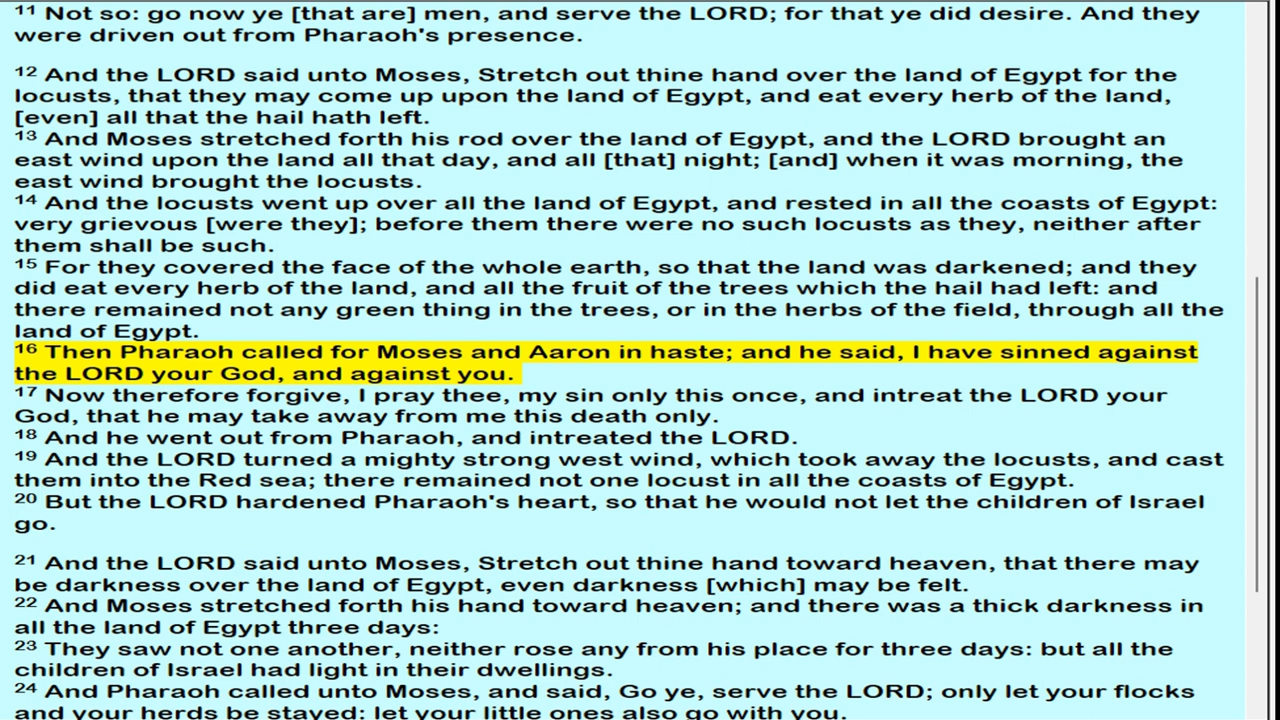 11 Not so: go now ye [that are] men, and serve the LORD; for that ye did desire. And they
were driven out from Pharaoh's presence.
12 And the LORD said unto Moses, Stretch out thine hand over the land of Egypt for the
locusts, that they may come up upon the land of Egypt, and eat every herb of the land,
[even] all that the hail hath left.
13 And Moses stretched forth his rod over the land of Egypt, and the LORD brought an
east wind upon the land all that day, and all [that] night; [and] when it was morning, the
east wind brought the locusts.
14 And the locusts went up over all the land of Egypt, and rested in all the coasts of Egypt:
very grievous [were they]; before them there were no such locusts as they, neither after
them shall be such.
15 For they covered the face of the whole earth, so that the land was darkened; and they
did eat every herb of the land, and all the fruit of the trees which the hail had left: and
there remained not any green thing in the trees, or in the herbs of the field, through all the
land of Egypt.
16 Then Pharaoh called for Moses and Aaron in haste; and he said, I have sinned against
the LORD your God, and against you.
17 Now therefore forgive, I pray thee, my sin only this once, and intreat the LORD your
God, that he may take away from me this death only.
18 And he went out from Pharaoh, and intreated the LORD.
19 And the LORD turned a mighty strong west wind, which took away the locusts, and cast
them into the Red sea; there remained not one locust in all the coasts of Egypt.
20 But the LORD hardened Pharaoh's heart, so that he would not let the children of Israel
go.
21 And the LORD said unto Moses, Stretch out thine hand toward heaven, that there may
be darkness over the land of Egypt, even darkness [which] may be felt.
22 And Moses stretched forth his hand toward heaven; and there was a thick darkness in
all the land of Egypt three days:
23 They saw not one another, neither rose any from his place for three days: but all the
children of Israel had light in their dwellings.
24 And Pharaoh called unto Moses, and said, Go ye, serve the LORD; only let your flocks
and your herds be stayed: let your little ones also go with you.